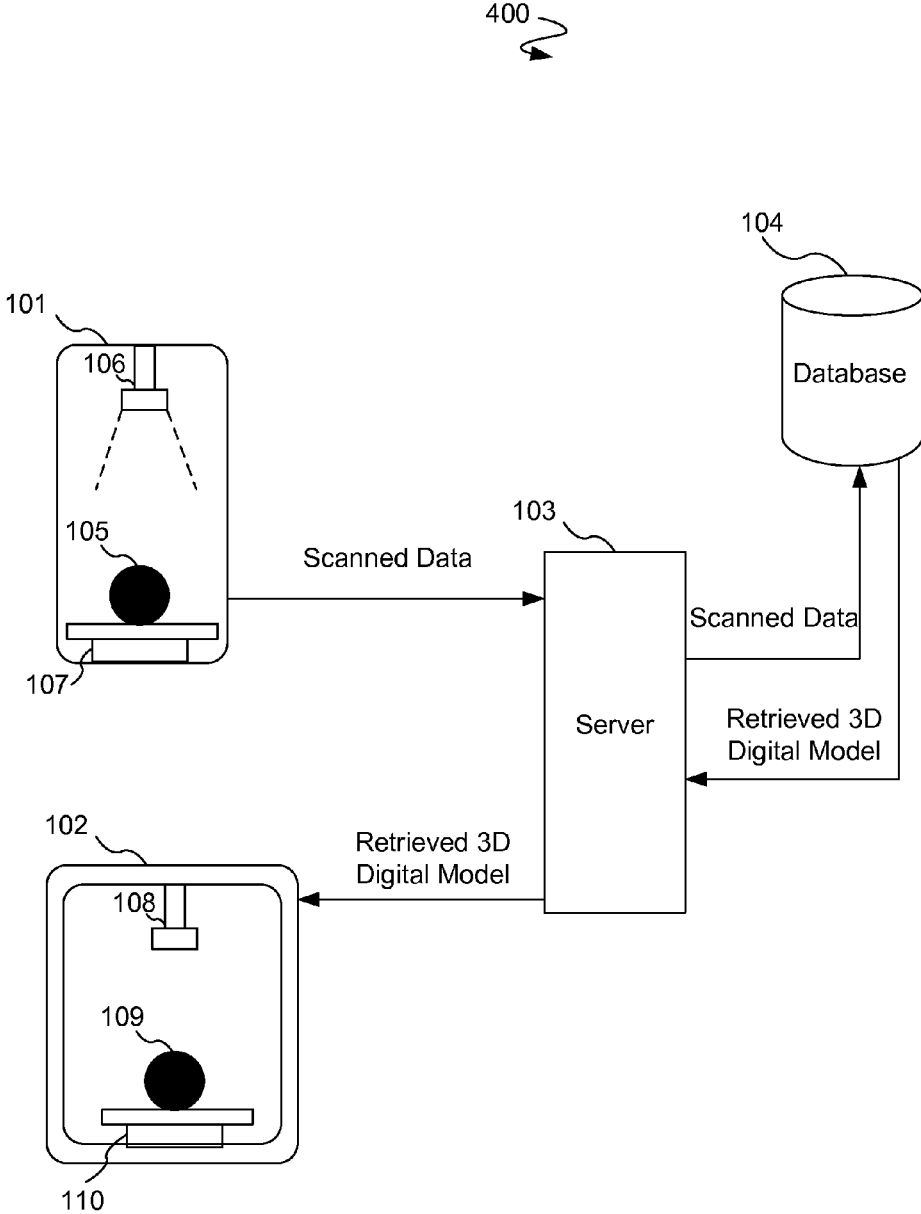 400
104
101
106
Database
105
103
Scanned Data
Scanned Data
107
Retrieved 3D
Digital Model
Server
102
Retrieved 3D
Digital Model
108
109
110